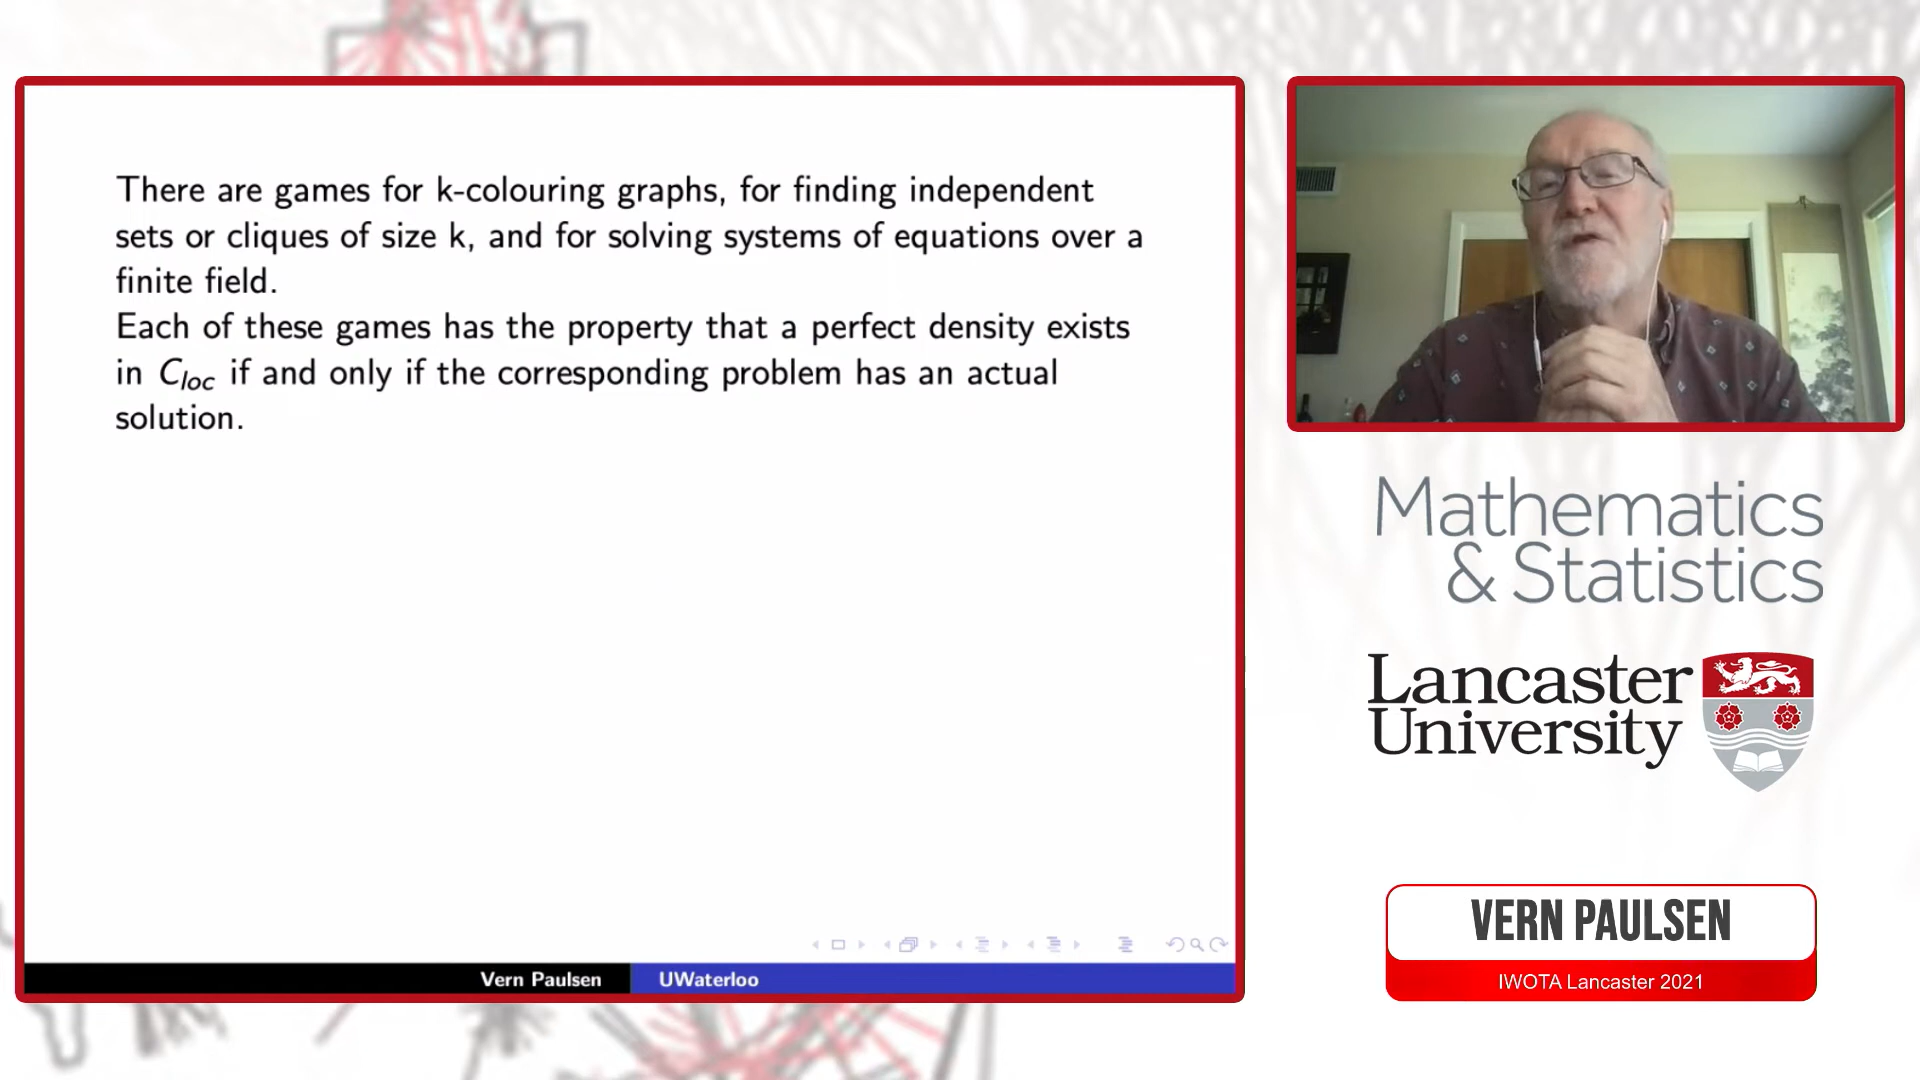 There are games for k-colouring graphs, for finding independent
sets or cliques of size k, and for solving systems of equations over a
finite field.
Each of these games has the property that a perfect density exists
in C_loc if and only if the corresponding problem has an actual
solution.
Vern Paulsen UWaterloo
Mathematics
& Statistics
Lancaster
University
VERN PAULSEN
IWOTA Lancaster 2021